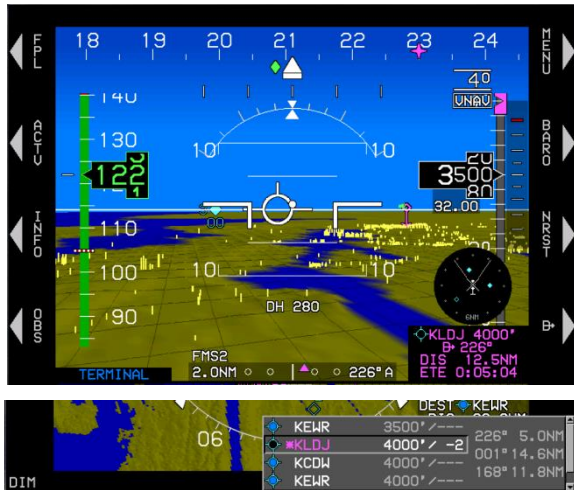 18 19 20 21 22 23 24
FPL
MENU
ACTV
BARO
INFO
NRST
OBS
140
130
122
110
100
90
40
VNAV
3500
32.00
10 10
10 10
DH 280
6NM
KLDJ 4000'
226°
DIS 12.5NM
ETE 0:05:04
FMS2
2.0NM 226°A
TERMINAL
DEST KEWR
06
DIM
KEWR 3500'/---
KLDJ 4000'/ -2
KCDW 4000'/---
KEWR 4000'/---
226° 5.0NM
001° 14.6NM
168° 11.8NM